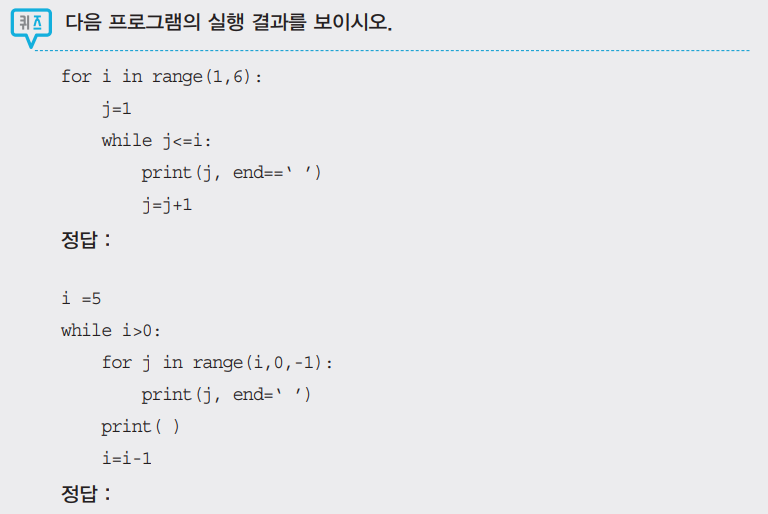 퀴즈 다음 프로그램의 실행 결과를 보이시오.
for i in range(1,6):
    j=1
    while j<=i:
        print(j, end==‘ ’)
        j=j+1
정답 :
i =5
while i>0:
    for j in range(i,0,-1):
        print(j, end=‘ ’)
    print( )
    i=i-1
정답 :